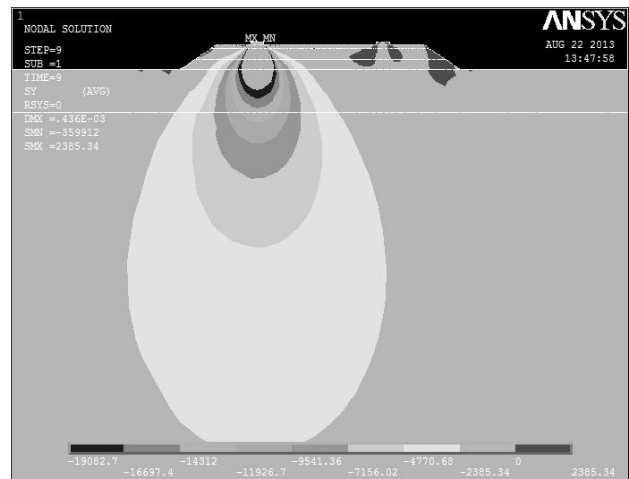 1
NODAL SOLUTION
STEP=9
SUB =1
TIME=9
SY (AVG)
RSYS=0
DMX =.436E-03
SMN =-359912
SMX =2385.34
MX MN
ANSYS
AUG 22 2013
13:47:58
-19082.7 -14312 -9541.36 -4770.68 0
-16697.4 -11926.7 -7156.02 -2385.34 2385.34